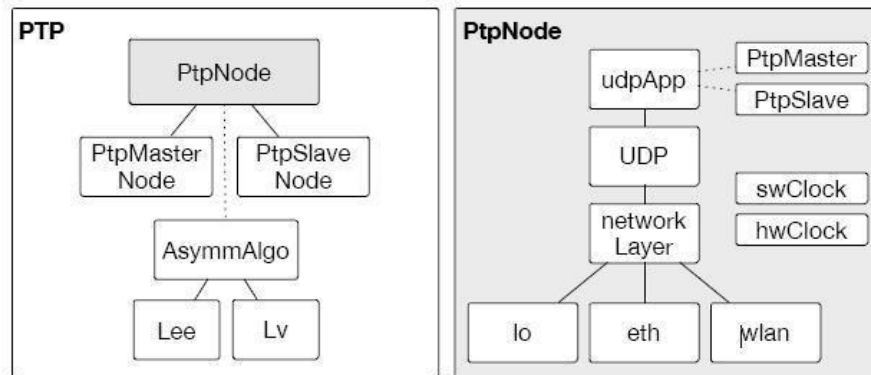 PTP
PtpNode
PtpMaster
Node
PtpSlave
Node
AsymmAlgo
Lee
Lv
PtpNode
udpApp
PtpMaster
PtpSlave
UDP
swClock
hwClock
network
Layer
lo
eth
wlan